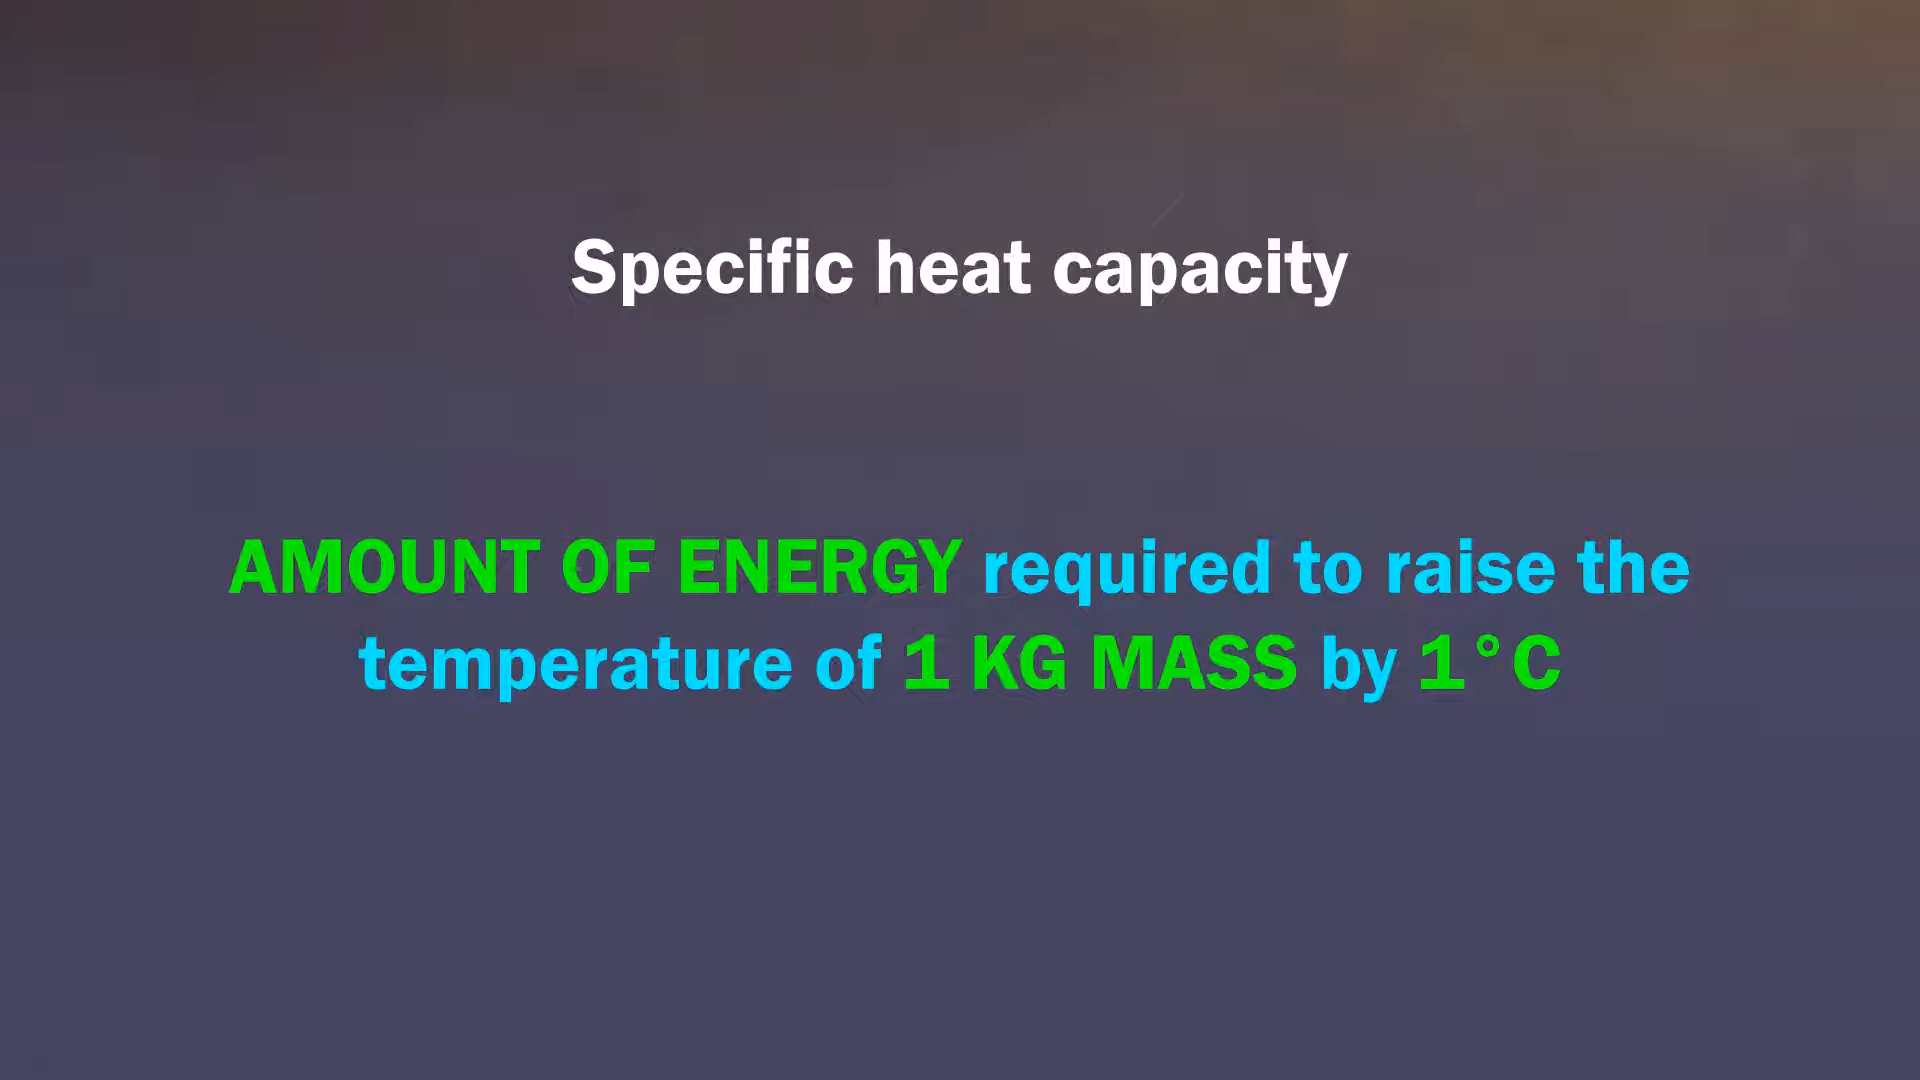 Specific heat capacity
AMOUNT OF ENERGY required to raise the
temperature of 1 KG MASS by 1°C